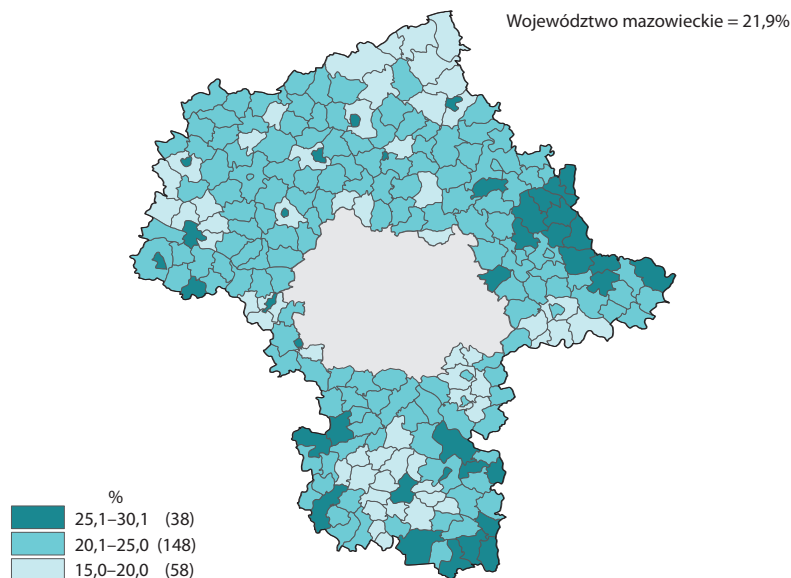 Województwo mazowieckie = 21,9%
%
25,1–30,1 (38)
20,1–25,0 (148)
15,0–20,0 (58)